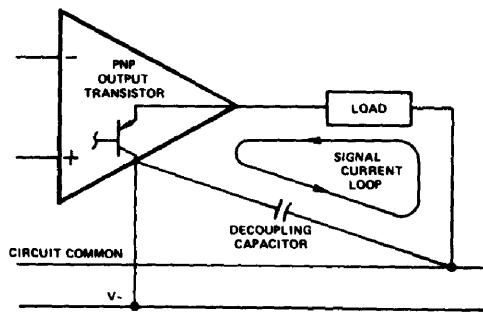 −
+
PNP
OUTPUT
TRANSISTOR
LOAD
SIGNAL
CURRENT
LOOP
DECOUPLING
CAPACITOR
CIRCUIT COMMON
V-